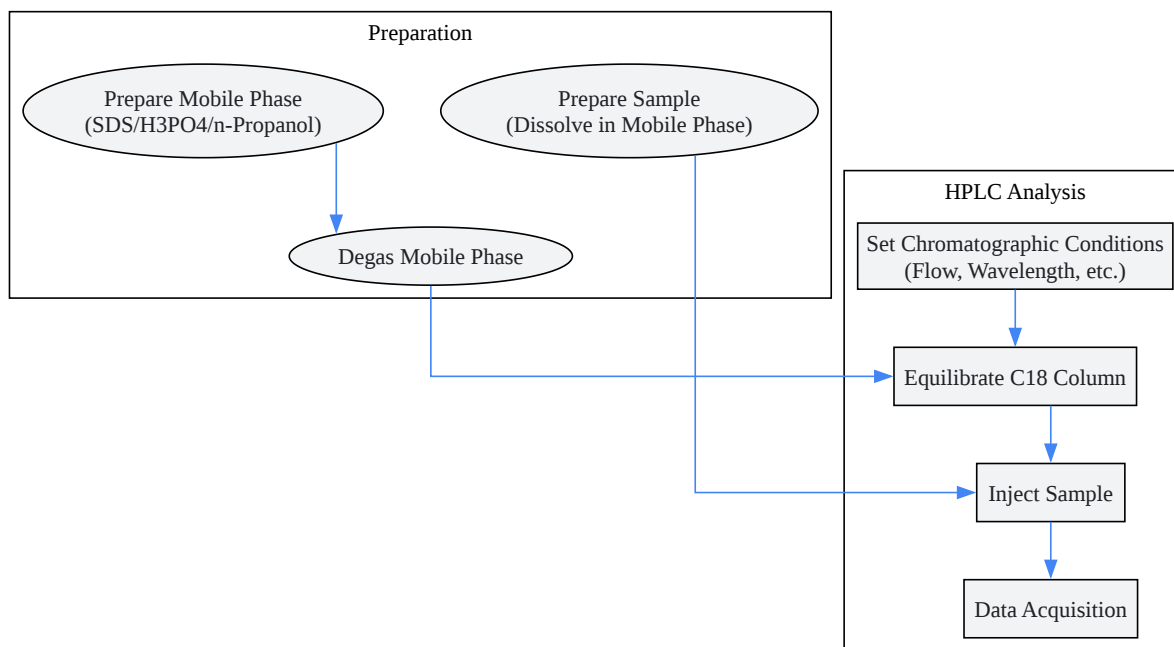 Preparation
Prepare Mobile Phase
(SDS/H3PO4/n-Propanol)
Prepare Sample
(Dissolve in Mobile Phase)
Degas Mobile Phase
HPLC Analysis
Set Chromatographic Conditions
(Flow, Wavelength, etc.)
Equilibrate C18 Column
Inject Sample
Data Acquisition